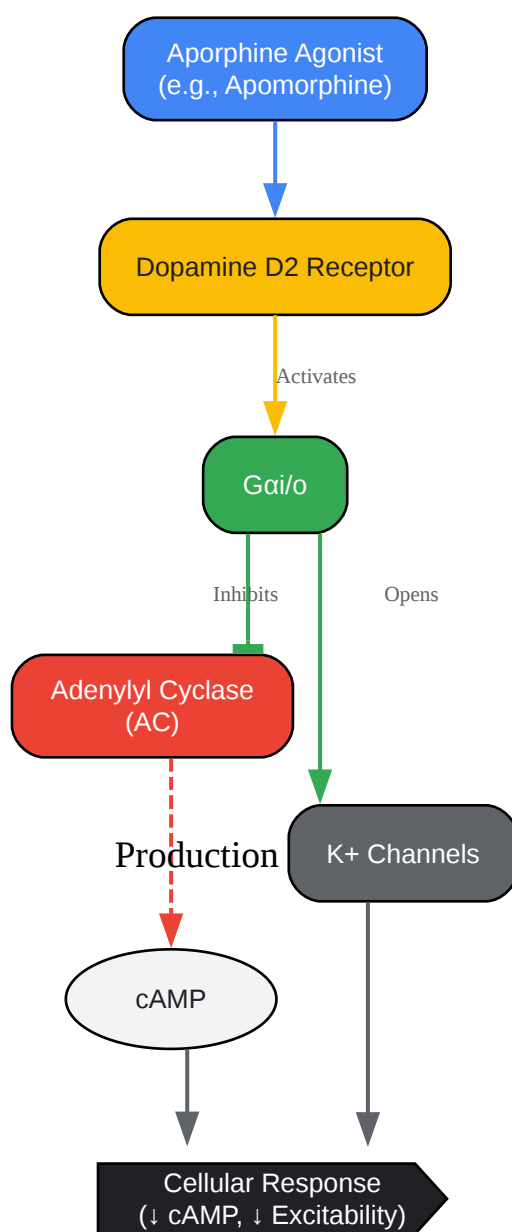 Aporphine Agonist
(e.g., Apomorphine)
Dopamine D2 Receptor
Activates
Gαi/o
Inhibits
Opens
Adenylyl Cyclase
(AC)
Production
K+ Channels
cAMP
Cellular Response
(↓ cAMP, ↓ Excitability)